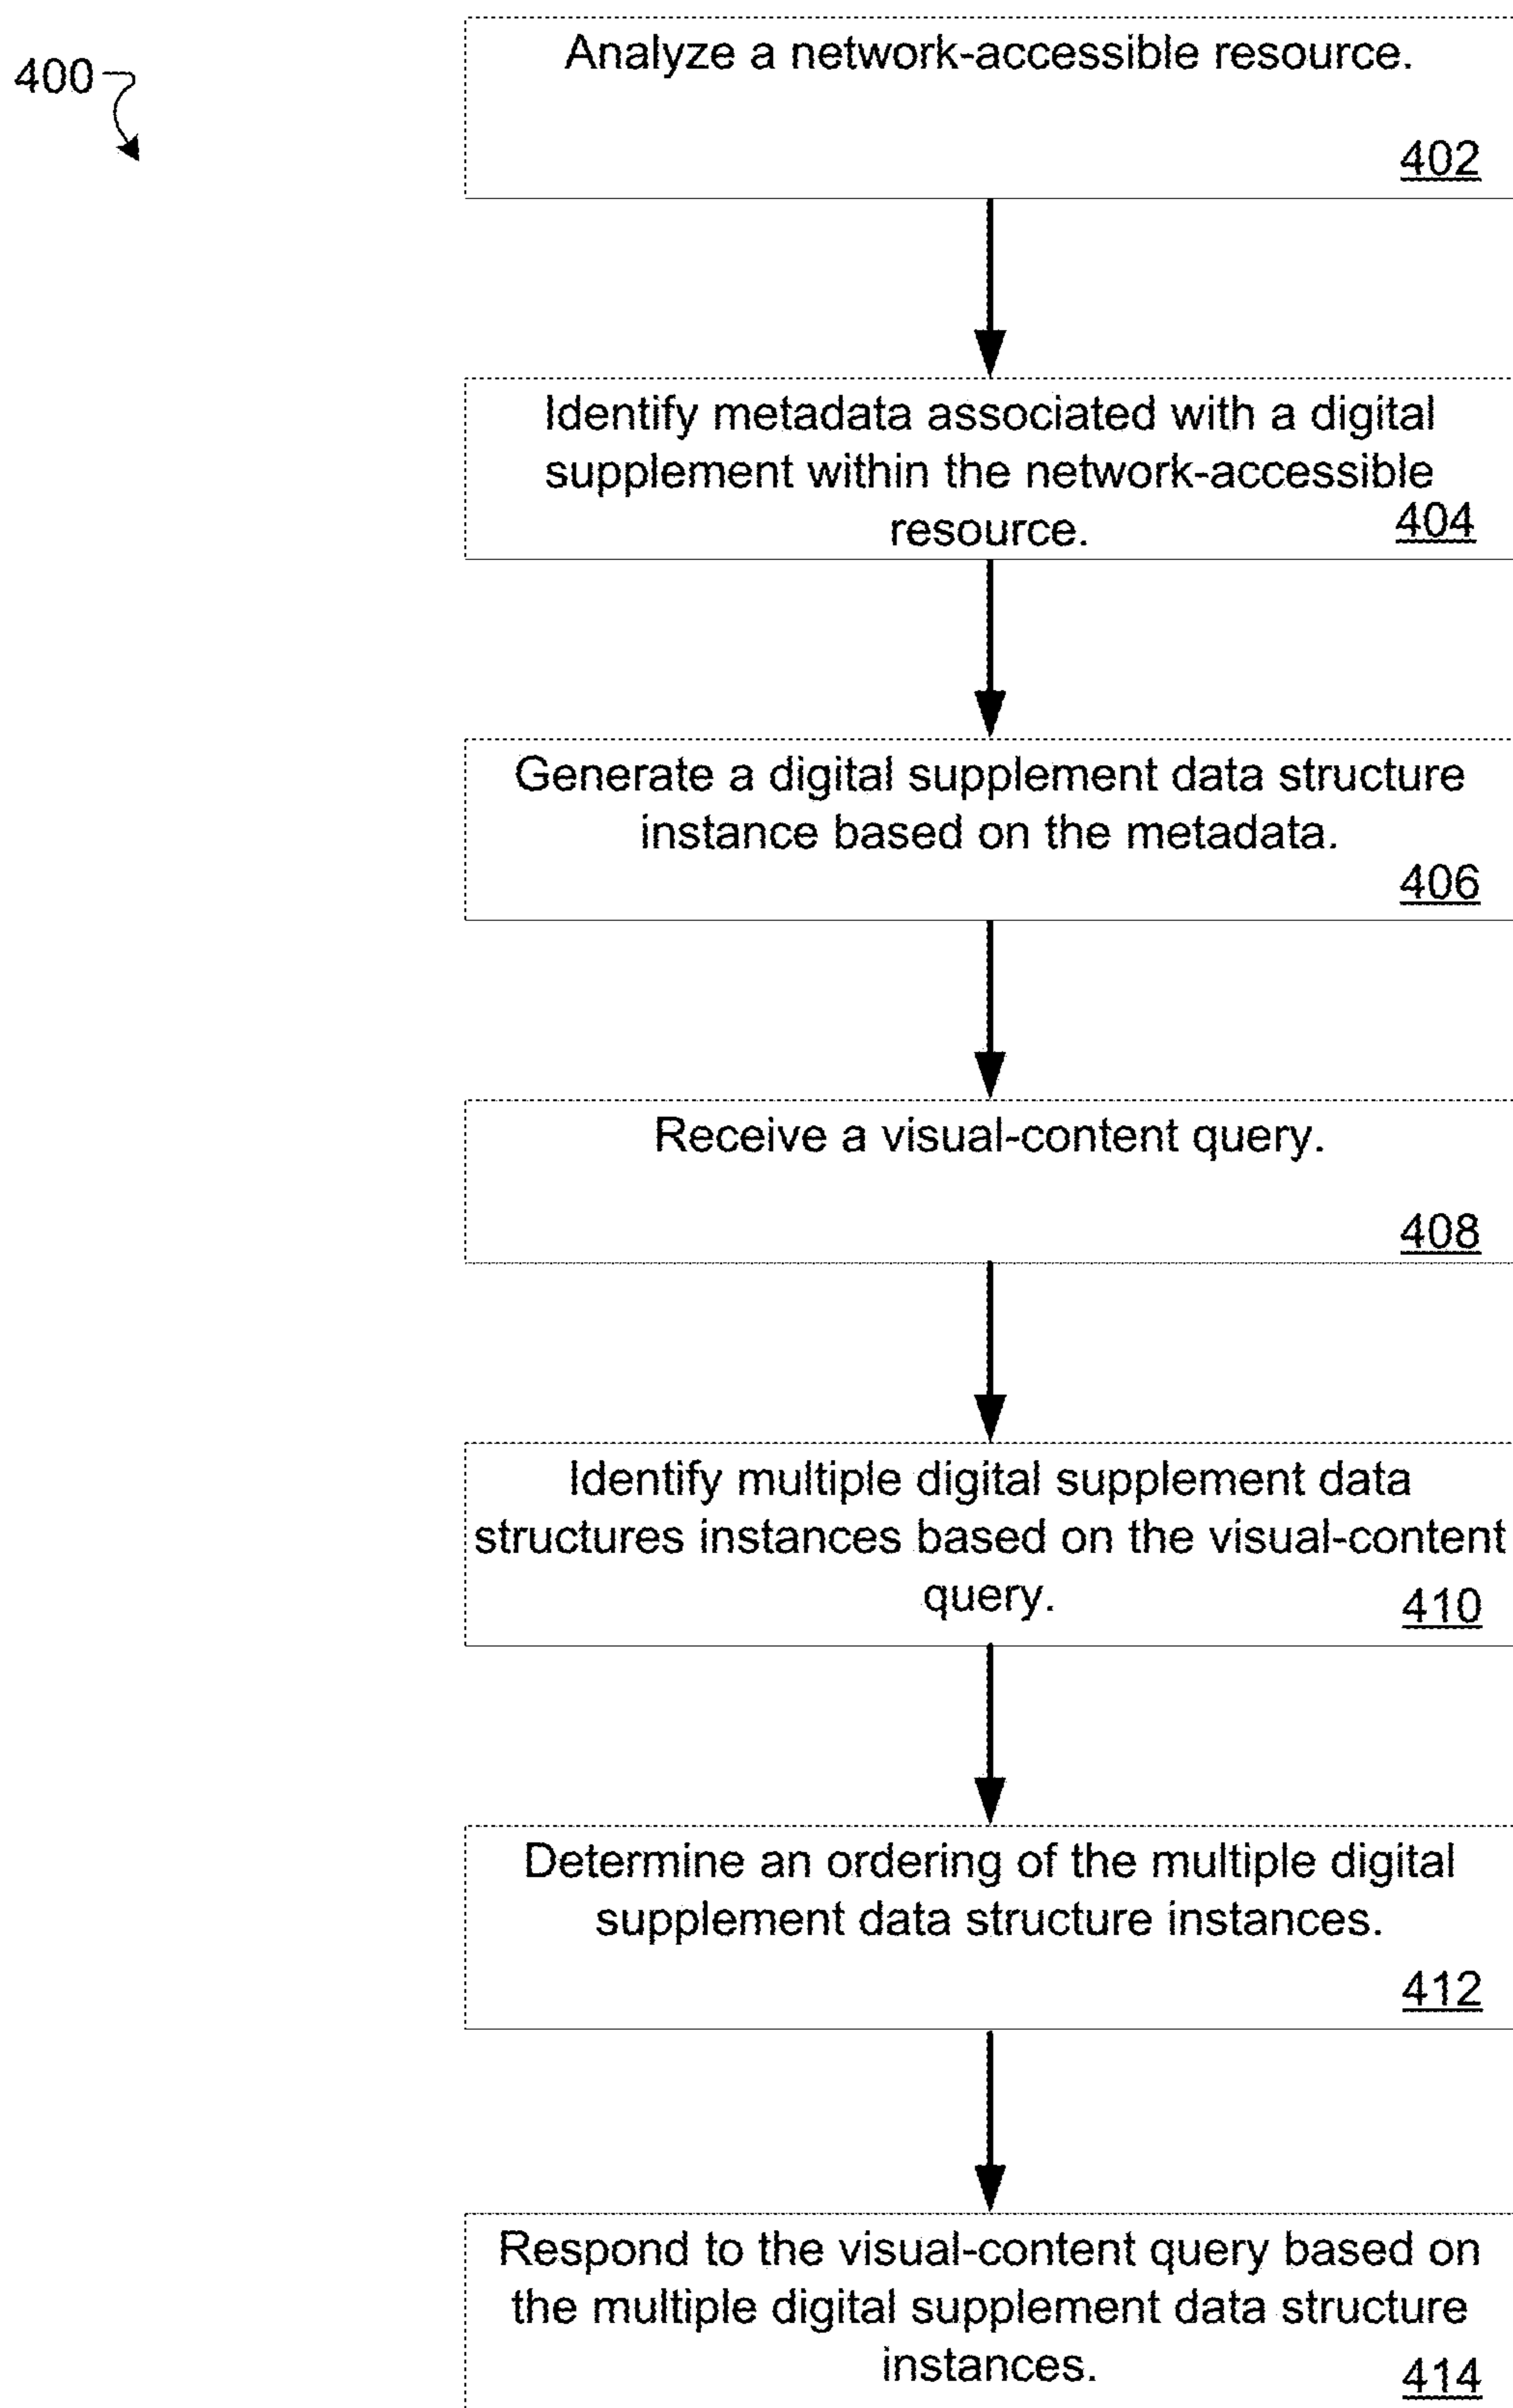 400
Analyze a network-accessible resource.
402
Identify metadata associated with a digital
supplement within the network-accessible
resource.
404
Generate a digital supplement data structure
instance based on the metadata.
406
Receive a visual-content query.
408
Identify multiple digital supplement data
structures instances based on the visual-content
query.
410
Determine an ordering of the multiple digital
supplement data structure instances.
412
Respond to the visual-content query based on
the multiple digital supplement data structure
instances.
414